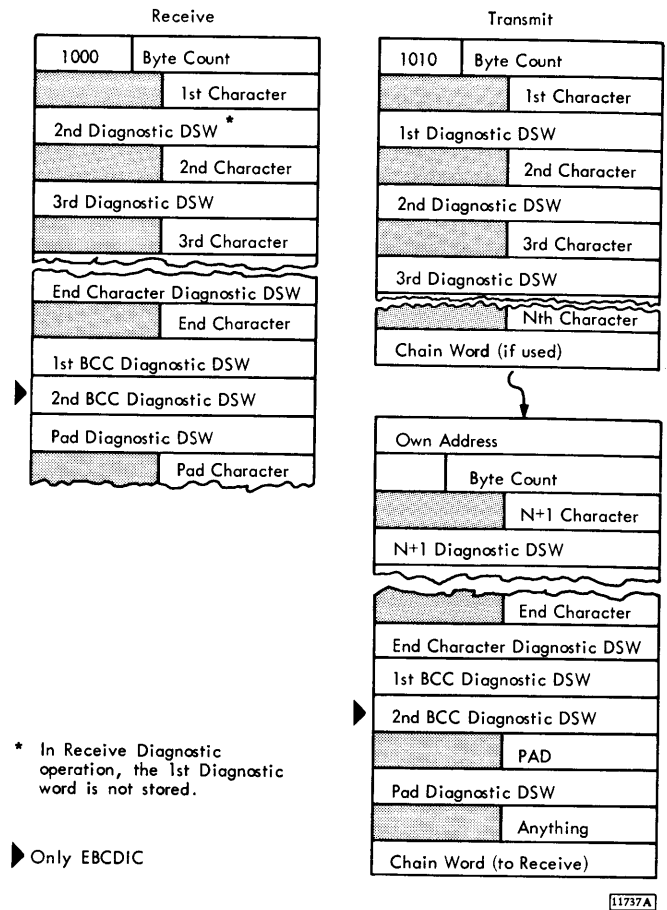 Receive
1000 Byte Count
1st Character
2nd Diagnostic DSW *
2nd Character
3rd Diagnostic DSW
3rd Character
End Character Diagnostic DSW
End Character
1st BCC Diagnostic DSW
2nd BCC Diagnostic DSW
Pad Diagnostic DSW
Pad Character
* In Receive Diagnostic
operation, the 1st Diagnostic
word is not stored.
Only EBCDIC
Transmit
1010 Byte Count
1st Character
1st Diagnostic DSW
2nd Character
2nd Diagnostic DSW
3rd Character
3rd Diagnostic DSW
Nth Character
Chain Word (if used)
Own Address
Byte Count
N+1 Character
N+1 Diagnostic DSW
End Character
End Character Diagnostic DSW
1st BCC Diagnostic DSW
2nd BCC Diagnostic DSW
PAD
Pad Diagnostic DSW
Anything
Chain Word (to Receive)
11737A